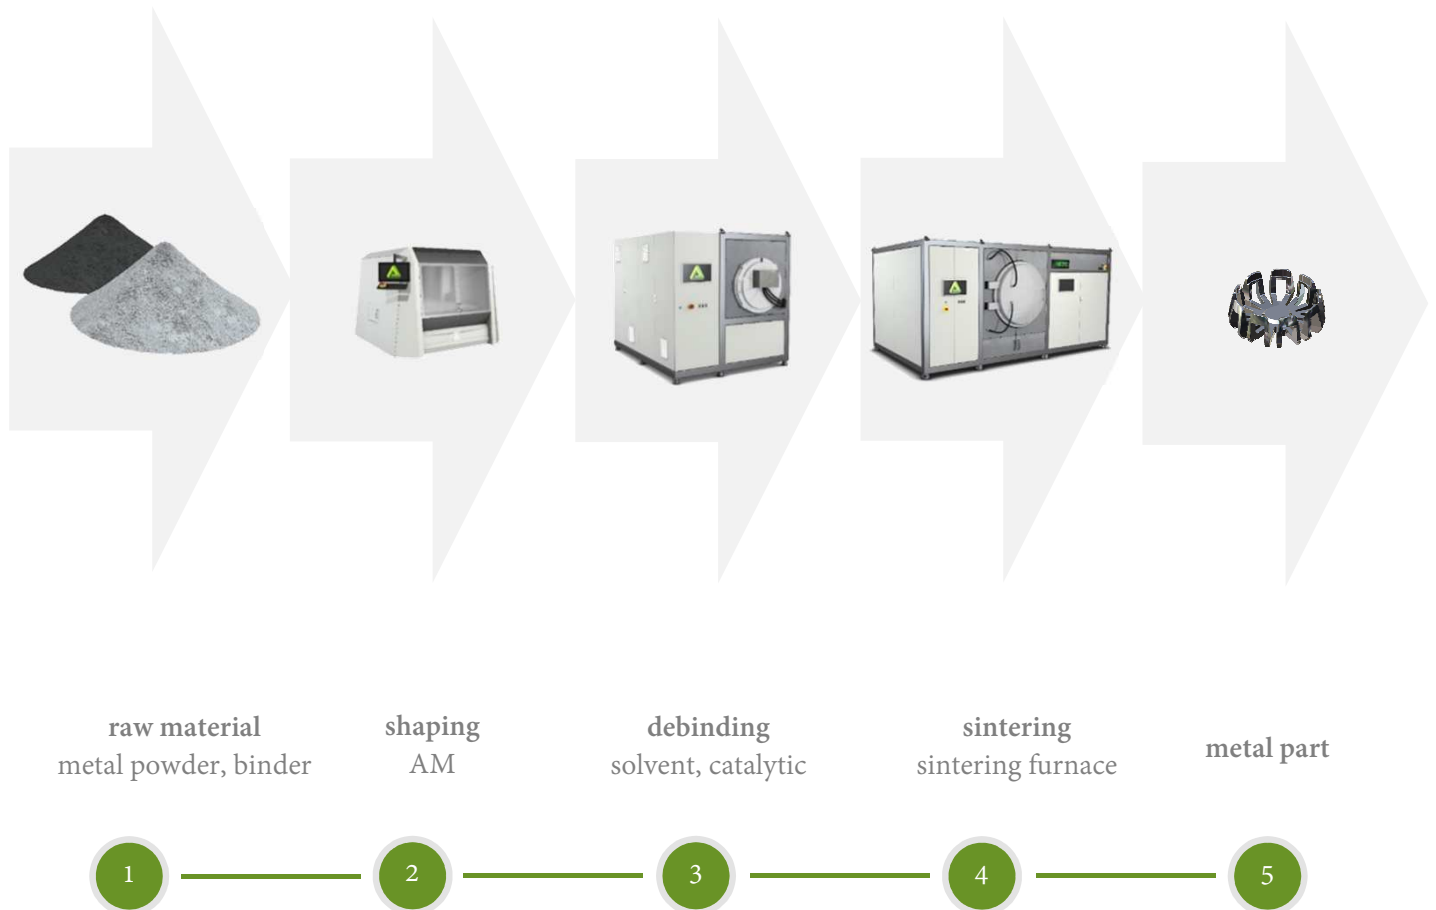 raw material
metal powder, binder
shaping
AM
debinding
solvent, catalytic
sintering
sintering furnace
metal part
1
2
3
4
5